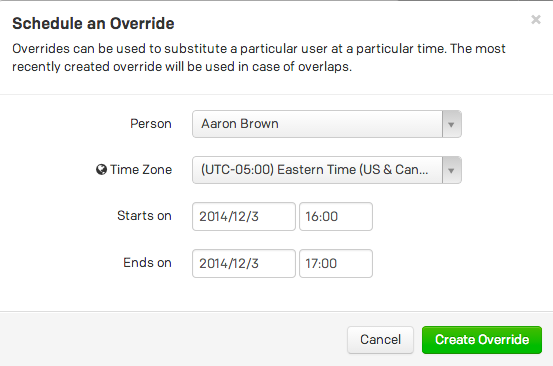 Schedule an Override
×
Overrides can be used to substitute a particular user at a particular time. The most
recently created override will be used in case of overlaps.
Person Aaron Brown
Time Zone (UTC-05:00) Eastern Time (US & Can...
Starts on 2014/12/3 16:00
Ends on 2014/12/3 17:00
Cancel Create Override